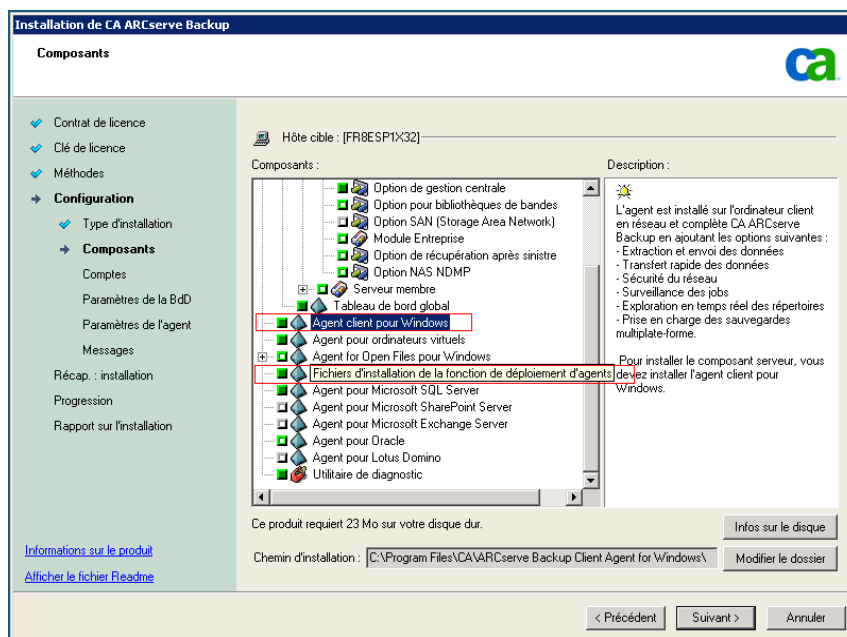 Installation de CA ARCserve Backup
Composants
ca
Contrat de licence
Clé de licence
Méthodes
Configuration
Type d'installation
Composants
Comptes
Paramètres de la BdD
Paramètres de l'agent
Messages
Récap. : installation
Progression
Rapport sur l'installation
Informations sur le produit
Afficher le fichier Readme
Hôte cible : [FR8ESP1X32]
Composants :
Option de gestion centrale
Option pour bibliothèques de bandes
Option SAN (Storage Area Network)
Module Entreprise
Option de récupération après sinistre
Option NAS NDMP
Serveur membre
Tableau de bord global
Agent client pour Windows
Agent pour ordinateurs virtuels
Agent for Open Files pour Windows
Fichiers d'installation de la fonction de déploiement d'agents
Agent pour Microsoft SQL Server
Agent pour Microsoft SharePoint Server
Agent pour Microsoft Exchange Server
Agent pour Oracle
Agent pour Lotus Domino
Utilitaire de diagnostic
Description :
L'agent est installé sur l'ordinateur client
en réseau et complète CA ARCserve
Backup en ajoutant les options suivantes :
- Extraction et envoi des données
- Transfert rapide des données
- Sécurité du réseau
- Surveillance des jobs
- Exploration en temps réel des répertoires
- Prise en charge des sauvegardes
multiplate-forme.
Pour installer le composant serveur, vous
devez installer l'agent client pour
Windows.
Ce produit requiert 23 Mo sur votre disque dur.
Infos sur le disque
Chemin d'installation : C:\Program Files\CA\ARCserve Backup Client Agent for Windows\
Modifier le dossier
< Précédent
Suivant >
Annuler